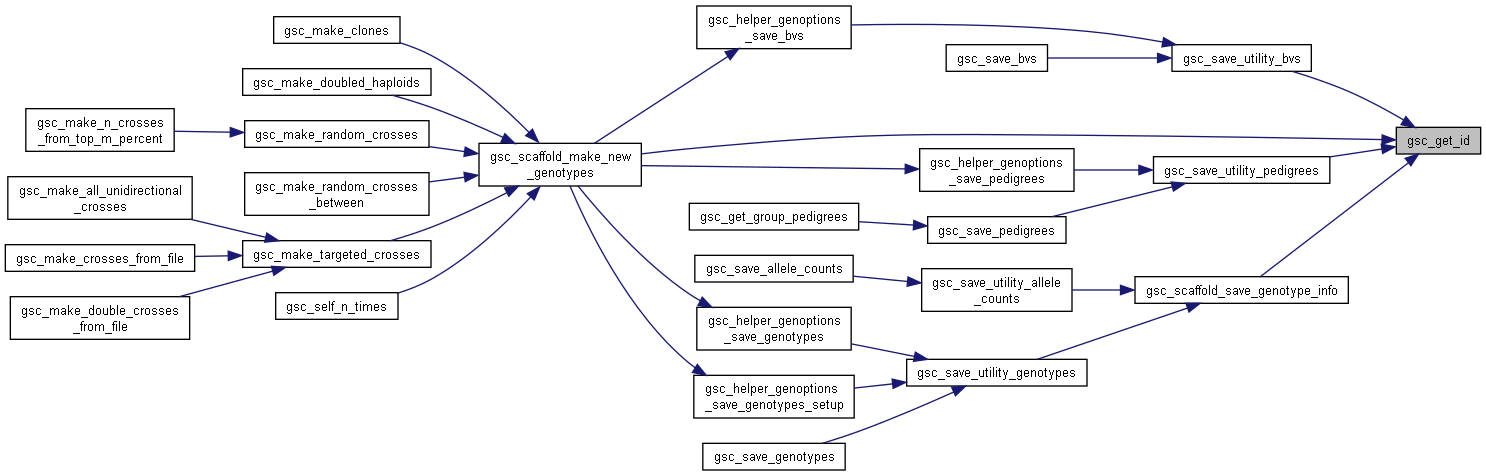 gsc_make_clones
gsc_helper_genoptions
_save_bvs
gsc_save_bvs
gsc_save_utility_bvs
gsc_make_doubled_haploids
gsc_make_n_crosses
_from_top_m_percent
gsc_make_random_crosses
gsc_get_id
gsc_scaffold_make_new
_genotypes
gsc_helper_genoptions
_save_pedigrees
gsc_save_utility_pedigrees
gsc_make_all_unidirectional
_crosses
gsc_make_random_crosses
_between
gsc_get_group_pedigrees
gsc_save_pedigrees
gsc_make_crosses_from_file
gsc_make_targeted_crosses
gsc_save_allele_counts
gsc_save_utility_allele
_counts
gsc_scaffold_save_genotype_info
gsc_make_double_crosses
_from_file
gsc_self_n_times
gsc_helper_genoptions
_save_genotypes
gsc_save_utility_genotypes
gsc_helper_genoptions
_save_genotypes_setup
gsc_save_genotypes